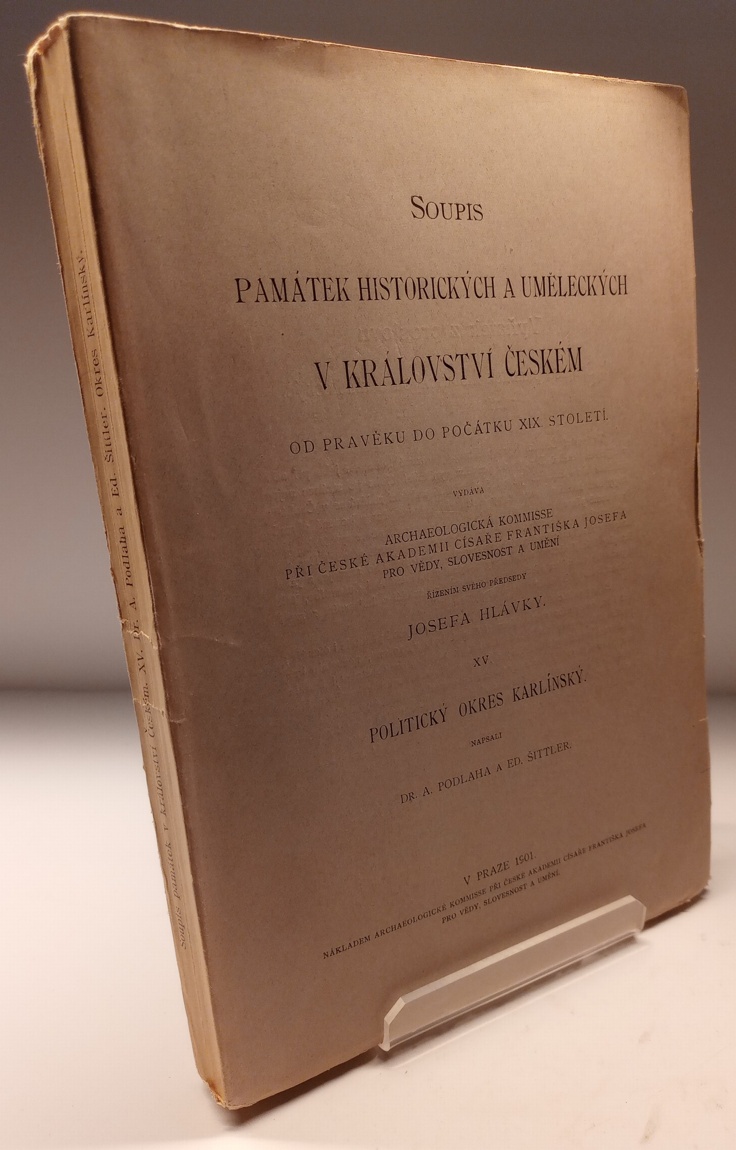 SOUPIS
PAMÁTEK HISTORICKÝCH A UMĚLECKÝCH
V KRÁLOVSTVÍ ČESKÉM
OD PRAVĚKU DO POČÁTKU XIX. STOLETÍ.
VYDÁVÁ
ARCHAEOLOGICKÁ KOMMISSE
PŘI ČESKÉ AKADEMII CÍSAŘE FRANTIŠKA JOSEFA
PRO VĚDY, SLOVESNOST A UMĚNÍ
ŘÍZENÍM SVÉHO PŘEDSEDY
JOSEFA HLÁVKY.
XV
POLITICKÝ OKRES KARLÍNSKÝ.
NAPSALI
DR. A. PODLAHA A ED. ŠITTLER.
V PRAZE 1901.
NÁKLADEM ARCHAEOLOGICKÉ KOMMISSE PŘI ČESKÉ AKADEMII CÍSAŘE FRANTIŠKA JOSEFA
PRO VĚDY, SLOVESNOST A UMĚNÍ.
Soupis památek v království Českém. XV. Dr. A. Podlaha a Ed. Šittler. Okres Karlínský.